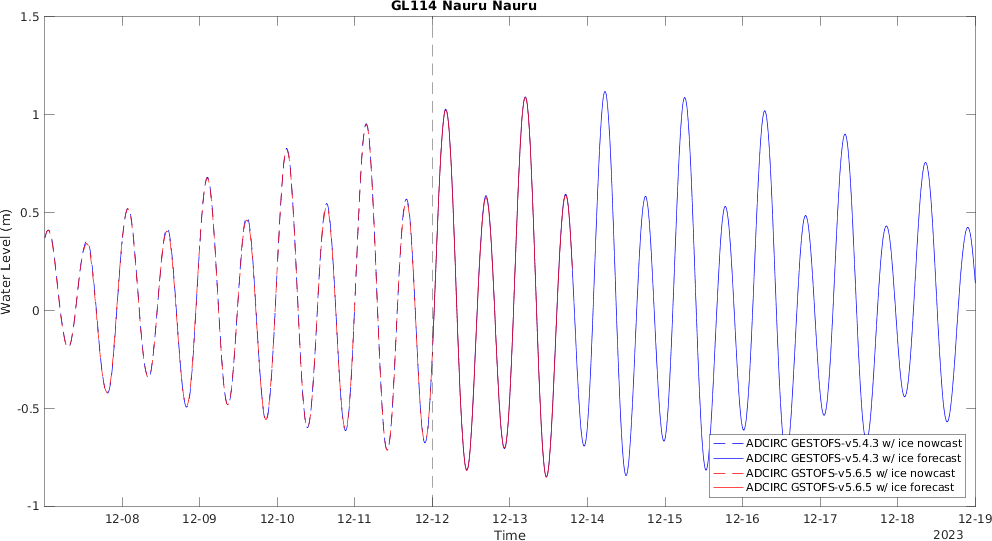 GL114 Nauru Nauru
1.5
1
0.5
0
-0.5
-1
Water Level (m)
ADCIRC GESTOFS-v5.4.3 w/ ice nowcast
ADCIRC GESTOFS-v5.4.3 w/ ice forecast
ADCIRC GSTOFS-v5.6.5 w/ ice nowcast
ADCIRC GSTOFS-v5.6.5 w/ ice forecast
12-08 12-09 12-10 12-11 12-12 12-13 12-14 12-15 12-16 12-17 12-18 12-19
Time
2023